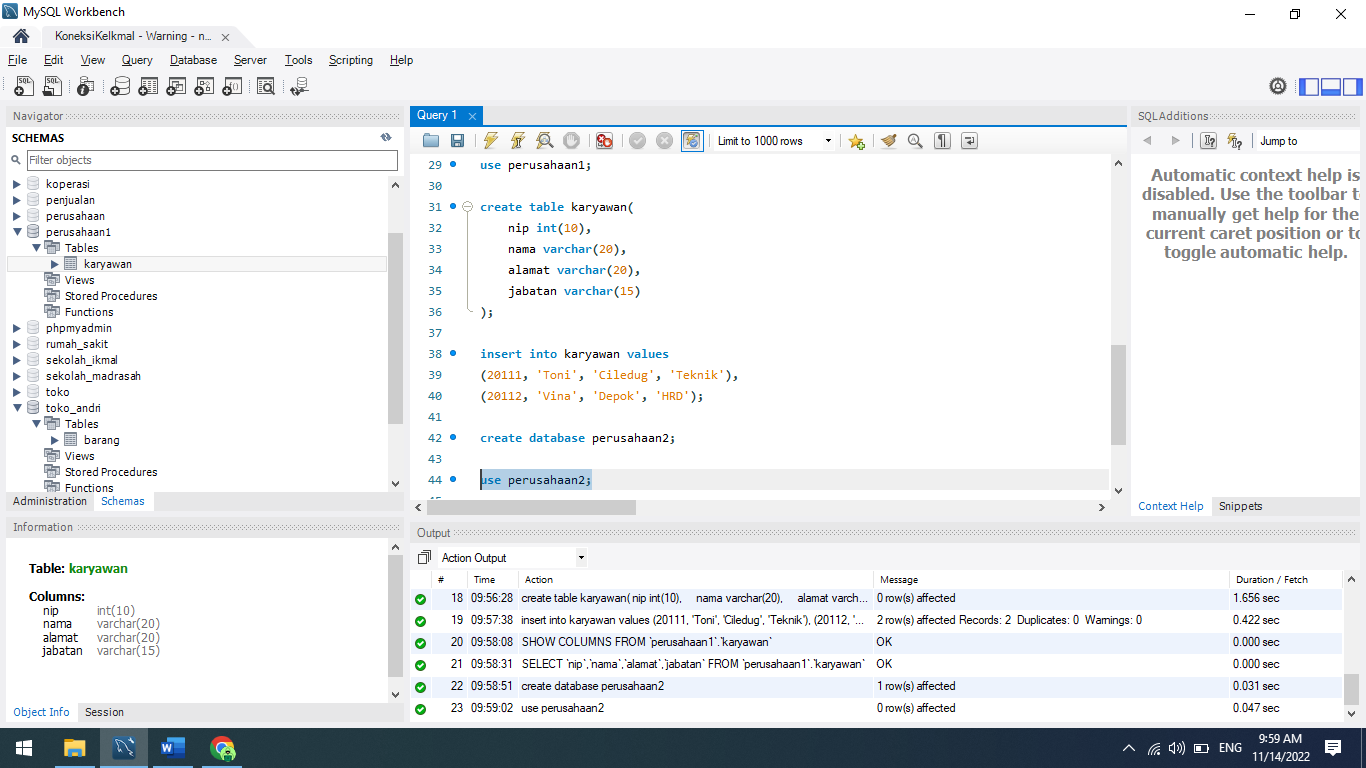 MySQL Workbench
KoneksiKelkmal - Warning - n...
File Edit View Query Database Server Tools Scripting Help
Navigator
SCHEMAS
Filter objects
koperasi
penjualan
perusahaan
perusahaan1
Tables
karyawan
Views
Stored Procedures
Functions
phpmyadmin
rumah_sakit
sekolah_ikmal
sekolah_madrasah
toko
toko_andri
Tables
barang
Views
Stored Procedures
Functions
Administration Schemas
Information
Table: karyawan
Columns:
nip int(10)
nama varchar(20)
alamat varchar(20)
jabatan varchar(15)
Object Info Session
Query 1
Limit to 1000 rows
29 use perusahaan1;
30
31 create table karyawan(
32 nip int(10),
33 nama varchar(20),
34 alamat varchar(20),
35 jabatan varchar(15)
36 );
37
38 insert into karyawan values
39 (20111, 'Toni', 'Ciledug', 'Teknik'),
40 (20112, 'Vina', 'Depok', 'HRD');
41
42 create database perusahaan2;
43
44 use perusahaan2;
SQLAdditions
Jump to
Automatic context help is
disabled. Use the toolbar t
manually get help for the
current caret position or to
toggle automatic help.
Context Help Snippets
Output
Action Output
# Time Action Message Duration / Fetch
18 09:56:28 create table karyawan( nip int(10), nama varchar(20), alamat varch... 0 row(s) affected 1.656 sec
19 09:57:38 insert into karyawan values (20111, 'Toni', 'Ciledug', 'Teknik'), (20112, '... 2 row(s) affected Records: 2 Duplicates: 0 Warnings: 0 0.422 sec
20 09:58:08 SHOW COLUMNS FROM `perusahaan1`.`karyawan` OK 0.000 sec
21 09:58:31 SELECT `nip`,`nama`,`alamat`,`jabatan` FROM `perusahaan1`.`karyawan` OK 0.000 sec
22 09:58:51 create database perusahaan2 1 row(s) affected 0.031 sec
23 09:59:02 use perusahaan2 0 row(s) affected 0.047 sec
ENG
9:59 AM
11/14/2022